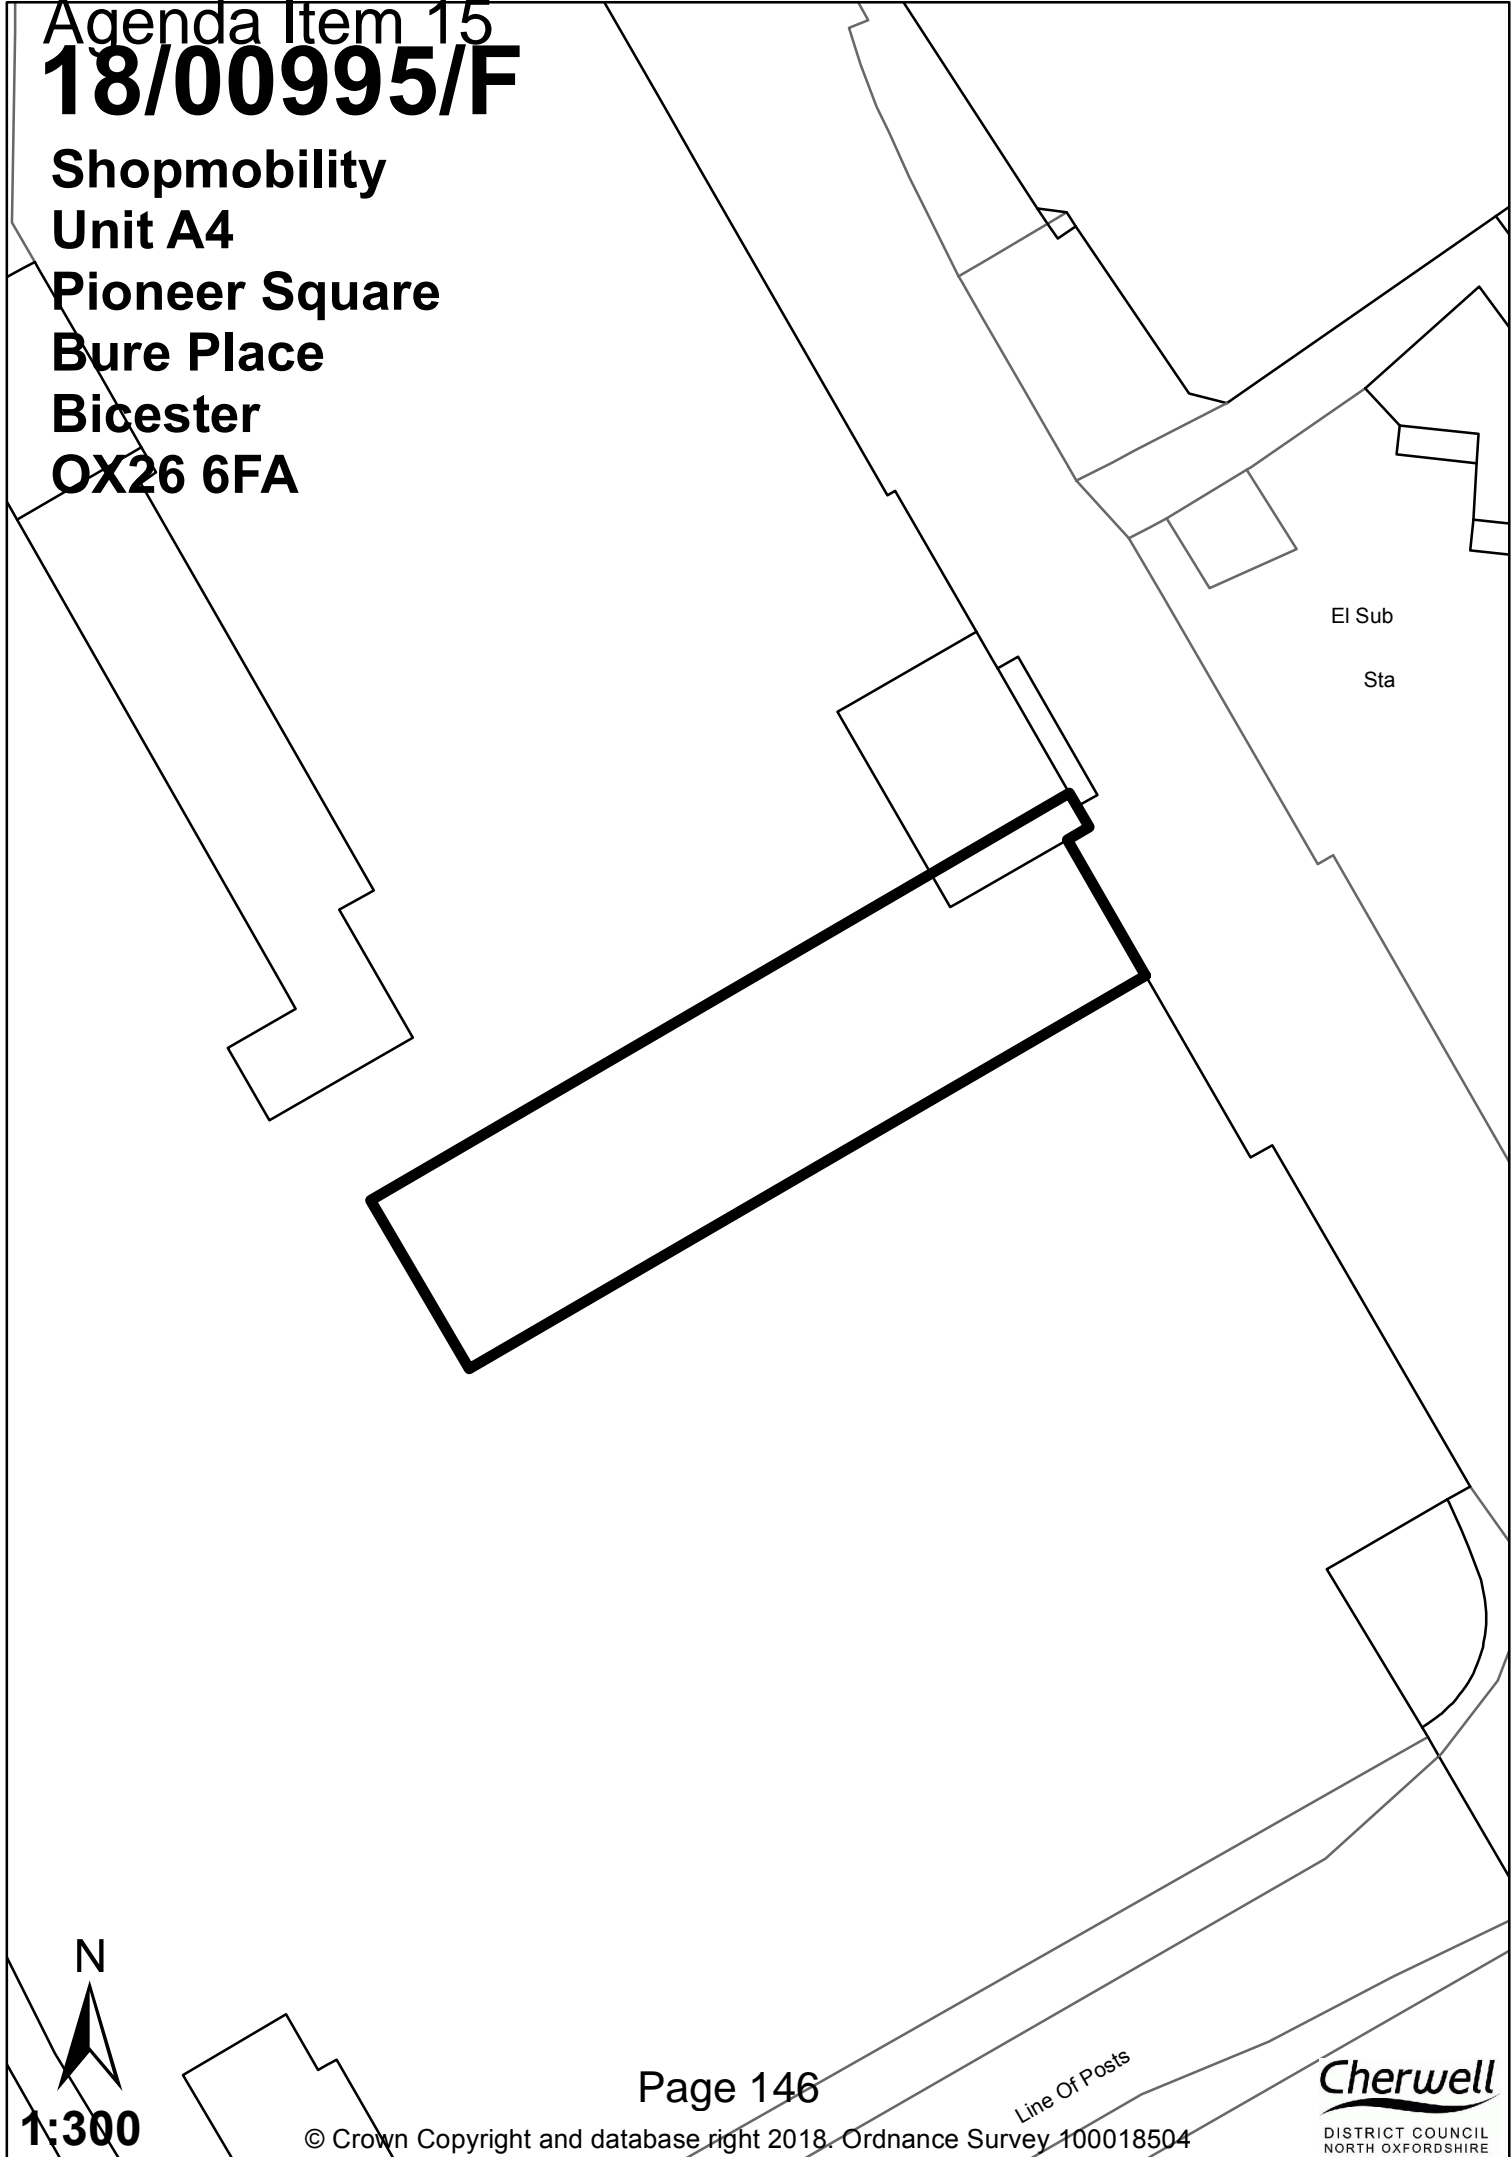 Agenda Item 15
18/00995/F
Shopmobility
Unit A4
Pioneer Square
Bure Place
Bicester
OX26 6FA
El Sub
Sta
N
1:300
Page 146
Line Of Posts
© Crown Copyright and database right 2018. Ordnance Survey 100018504
Cherwell
DISTRICT COUNCIL
NORTH OXFORDSHIRE